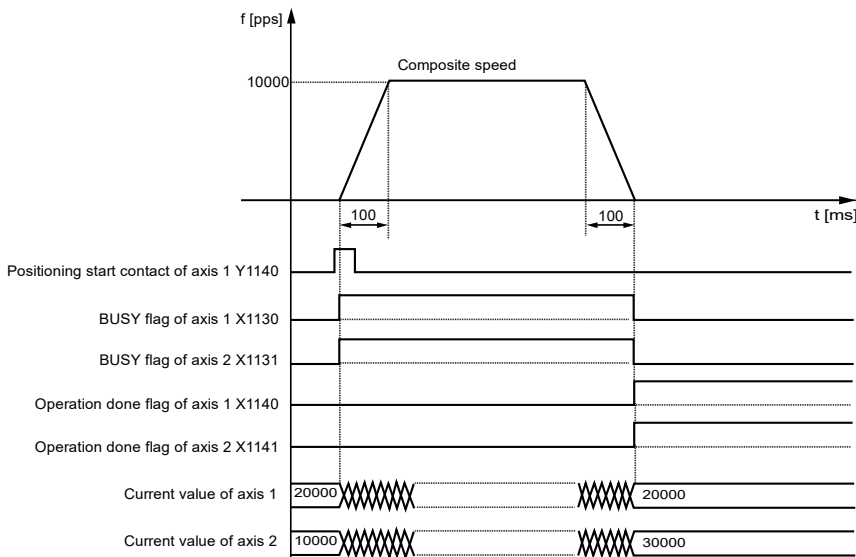 f [pps]
Composite speed
10000
t [ms]
100
100
Positioning start contact of axis 1 Y1140
BUSY flag of axis 1 X1130
BUSY flag of axis 2 X1131
Operation done flag of axis 1 X1140
Operation done flag of axis 2 X1141
Current value of axis 1 20000 20000
Current value of axis 2 10000 30000